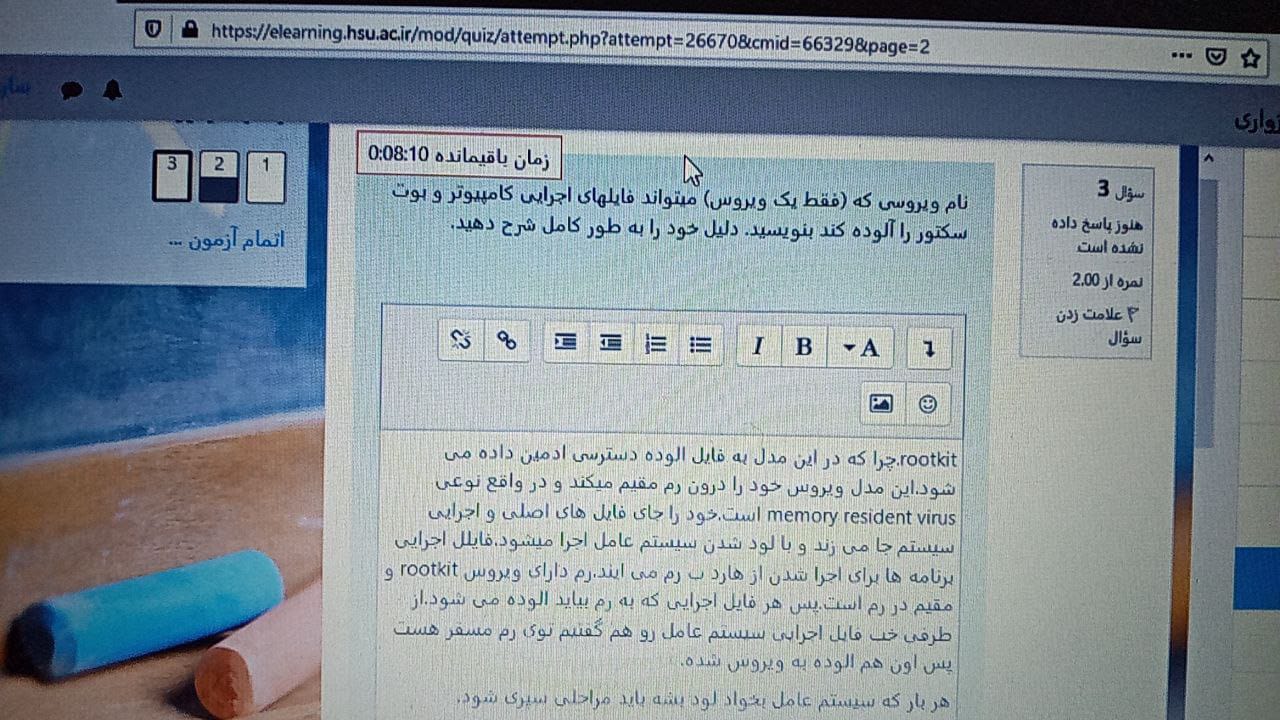 https://elearning.hsu.ac.ir/mod/quiz/attempt.php?attempt=26670&cmid=66329&page=2
زمان باقیمانده 0:08:10
1
2
3
اتمام آزمون ...
سؤال 3
هنوز پاسخ داده
نشده است
نمره از 2.00
علامت زدن
سؤال
نام ویروسی که (فقط یک ویروس) میتواند فایلهای اجرایی کامپیوتر و بوت
سکتور را آلوده کند بنویسید. دلیل خود را به طور کامل شرح دهید.
A
B
I
rootkit.چرا که در این مدل به فایل الوده دسترسی ادمین داده می
شود.این مدل ویروس خود را درون رم مقیم میکند و در واقع نوعی
memory resident virus است.خود را جای فایل های اصلی و اجرایی
سیستم جا می زند و با لود شدن سیستم عامل اجرا میشود.فایلل اجرایی
برنامه ها برای اجرا شدن از هارد ب رم می ایند.رم دارای ویروس rootkit و
مقیم در رم است.پس هر فایل اجرایی که به رم بیاید الوده می شود.از
طرفی خب فایل اجرایی سیستم عامل رو هم گفتیم توی رم مسقر هست
پس اون هم الوده به ویروس شده.
هر بار که سیستم عامل بخواد لود بشه باید مراحلی سپری شود.